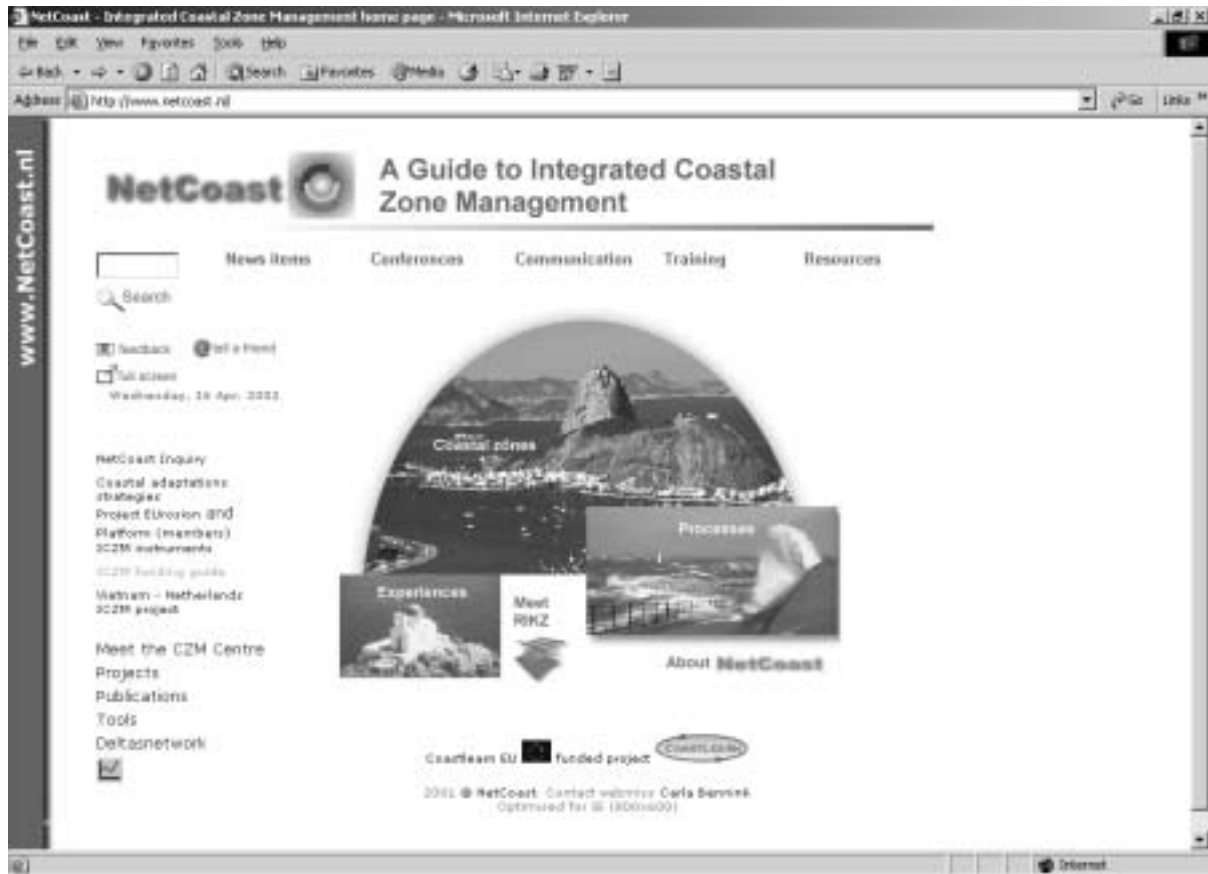 NetCoast - Integrated Coastal Zone Management home page - Microsoft Internet Explorer
File Edit View Favorites Tools Help
Back Search Favorites Media
Address http://www.netcoast.nl/ Go Links
www.NetCoast.nl
NetCoast
A Guide to Integrated Coastal
Zone Management
News items Conferences Communication Training Resources
Search
feedback tell a friend
full screen
Wednesday, 16 Apr. 2003
Coastal zones
NetCoast Inquiry
Coastal adaptations
strategies
Project EUrosion and
Platform (members)
ICZM instruments
ICZM funding guide
Vietnam - Netherlands
ICZM project
Meet the CZM Centre
Projects
Publications
Tools
Deltasnetwork
Processes
Experiences
Meet
RIKZ
About NetCoast
EU funded project
NetCoast. Contact Carla Bennink
Optimised for IE (800x600)
Internet